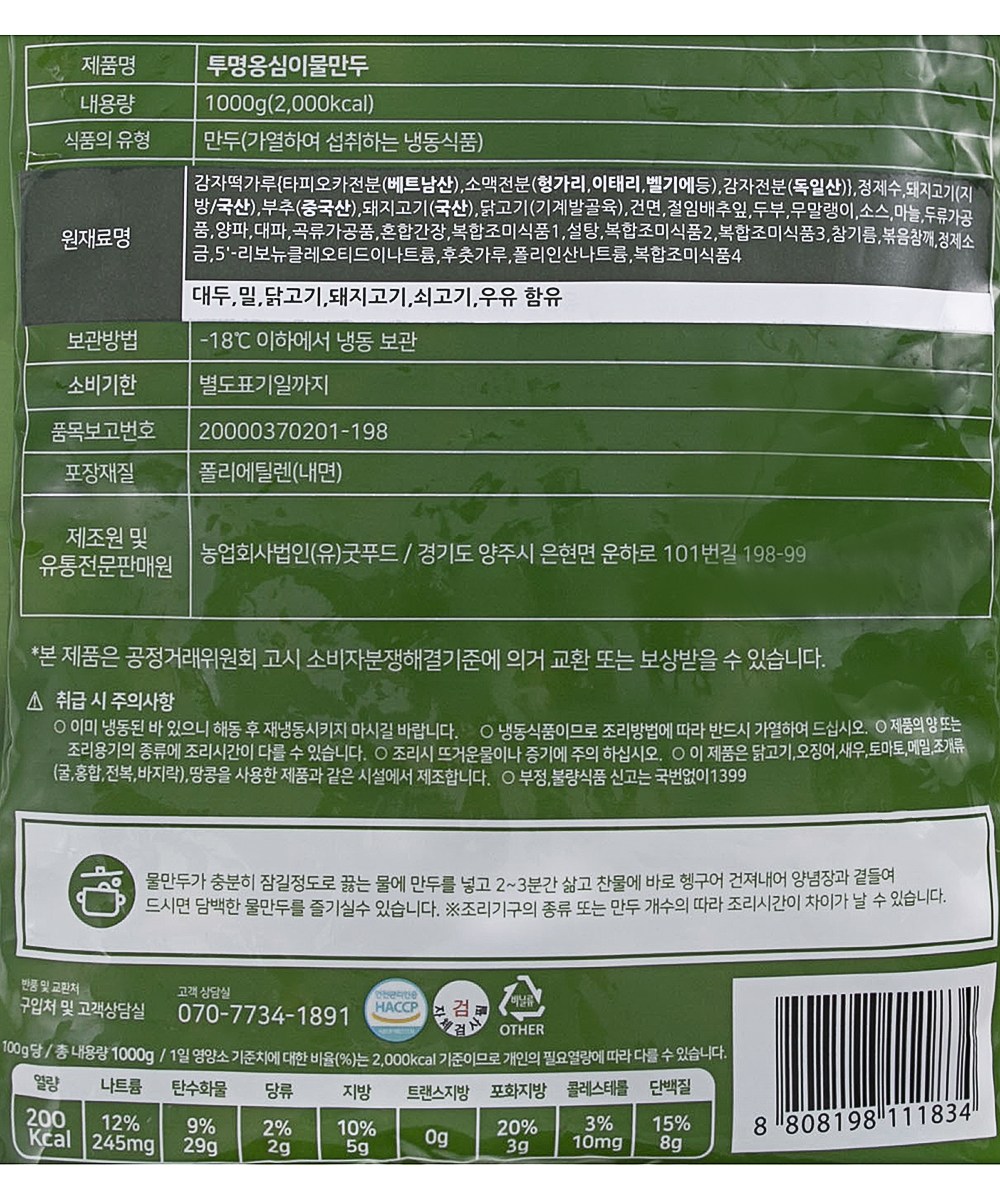 제품명 투명옹심이물만두
내용량 1000g(2,000kcal)
식품의 유형 만두(가열하여 섭취하는 냉동식품)
원재료명
감자떡가루{타피오카전분(베트남산),소맥전분(헝가리,이태리,벨기에등),감자전분(독일산)},정제수,돼지고기(지
방/국산),부추(중국산),돼지고기(국산),닭고기(기계발골육),건면,절임배추잎,두부,무말랭이,소스,마늘,두류가공
품,양파,대파,곡류가공품,혼합간장,복합조미식품1,설탕,복합조미식품2,복합조미식품3,참기름,볶음참깨,정제소
금,5'-리보뉴클레오티드이나트륨,후춧가루,폴리인산나트륨,복합조미식품4
대두,밀,닭고기,돼지고기,쇠고기,우유 함유
보관방법 -18℃ 이하에서 냉동 보관
소비기한 별도표기일까지
품목보고번호 20000370201-198
포장재질 폴리에틸렌(내면)
제조원 및
유통전문판매원
농업회사법인(유)굿푸드 / 경기도 양주시 은현면 운하로 101번길 198-99
*본 제품은 공정거래위원회 고시 소비자분쟁해결기준에 의거 교환 또는 보상받을 수 있습니다.
⚠ 취급 시 주의사항
○ 이미 냉동된 바 있으니 해동 후 재냉동시키지 마시길 바랍니다. ○ 냉동식품이므로 조리방법에 따라 반드시 가열하여 드십시오. ○ 제품의 양 또는
조리용기의 종류에 조리시간이 다를 수 있습니다. ○ 조리시 뜨거운물이나 증기에 주의 하십시오. ○ 이 제품은 닭고기,오징어,새우,토마토,메밀,조개류
(굴,홍합,전복,바지락),땅콩을 사용한 제품과 같은 시설에서 제조합니다. ○ 부정,불량식품 신고는 국번없이1399
물만두가 충분히 잠길정도로 끓는 물에 만두를 넣고 2~3분간 삶고 찬물에 바로 헹구어 건져내어 양념장과 곁들여
드시면 담백한 물만두를 즐기실수 있습니다. ※조리기구의 종류 또는 만두 개수의 따라 조리시간이 차이가 날 수 있습니다.
반품 및 교환처
구입처 및 고객상담실
고객 상담실
070-7734-1891
안전관리인증
HACCP
검
자체검사필
비닐류
OTHER
100g당 / 총 내용량 1000g / 1일 영양소 기준치에 대한 비율(%)는 2,000kcal 기준이므로 개인의 필요열량에 따라 다를 수 있습니다.
열량 나트륨 탄수화물 당류 지방 트랜스지방 포화지방 콜레스테롤 단백질
200 12% 9% 2% 10% 0g 20% 3% 15%
Kcal 245mg 29g 2g 5g 3g 10mg 8g
8 808198 111834